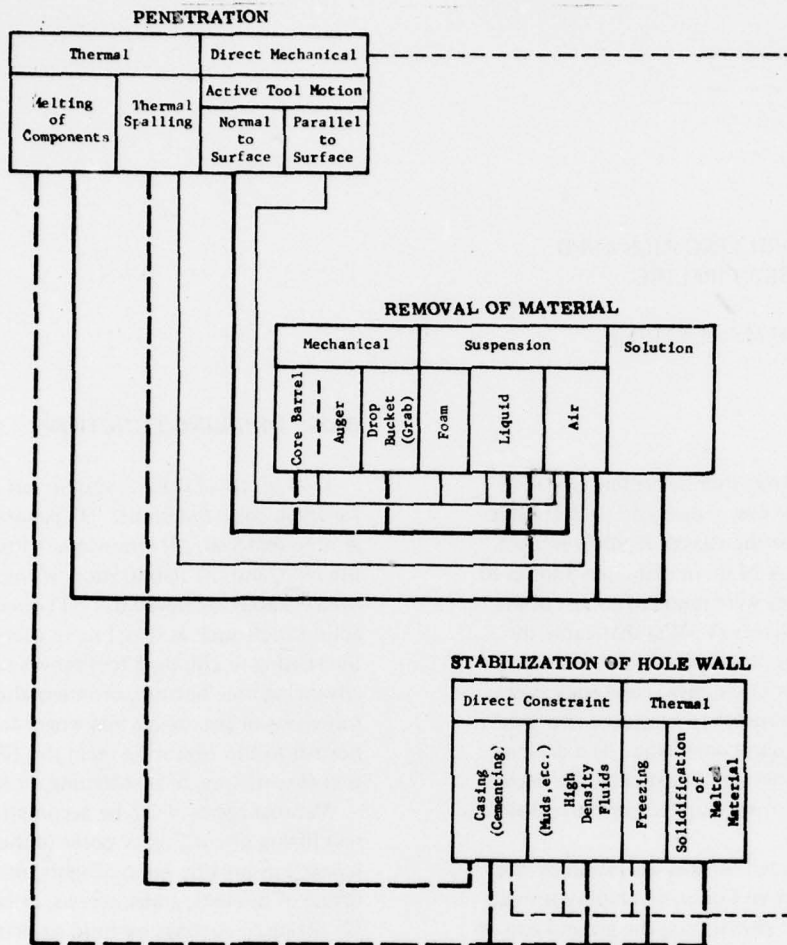 PENETRATION
Thermal
Direct Mechanical
Melting
of
Components
Thermal
Spalling
Active Tool Motion
Normal
to
Surface
Parallel
to
Surface
REMOVAL OF MATERIAL
Mechanical
Suspension
Solution
Core Barrel
Auger
Drop
Bucket
(Grab)
Foam
Liquid
Air
STABILIZATION OF HOLE WALL
Direct Constraint
Thermal
Casing
(Cementing)
(Muds,etc.)
High
Density
Fluids
Freezing
Solidification
of
Melted
Material